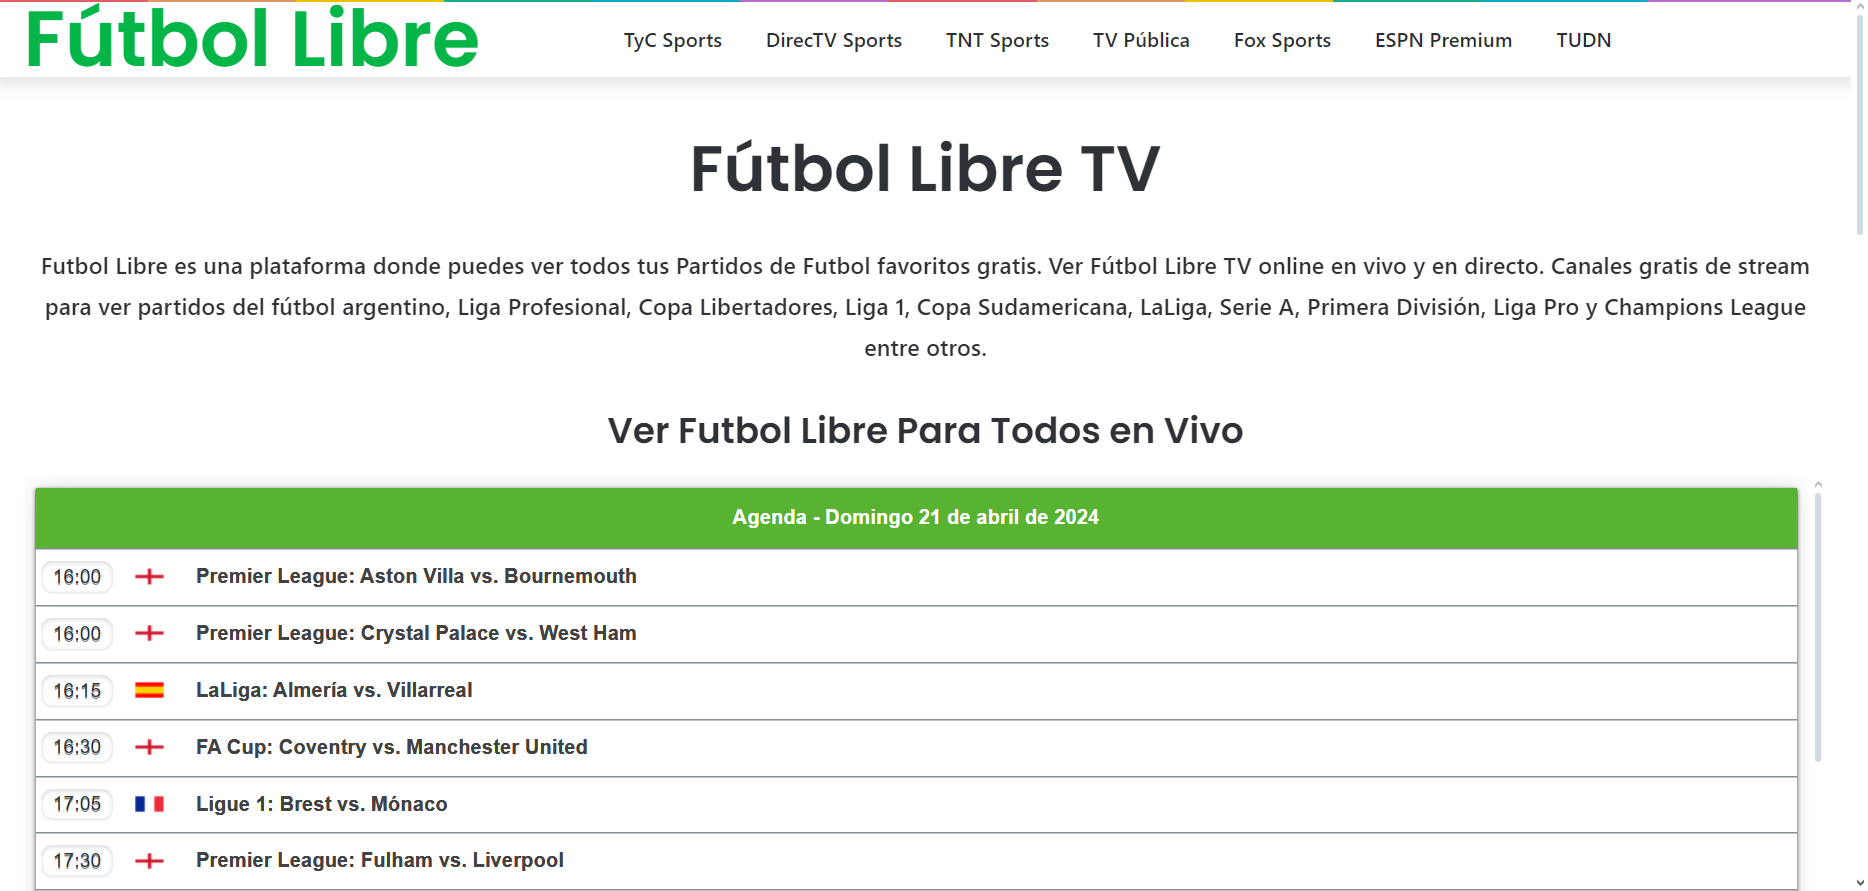 Fútbol Libre
TyC Sports DirecTV Sports TNT Sports TV Pública Fox Sports ESPN Premium TUDN
Fútbol Libre TV
Futbol Libre es una plataforma donde puedes ver todos tus Partidos de Futbol favoritos gratis. Ver Fútbol Libre TV online en vivo y en directo. Canales gratis de stream
para ver partidos del fútbol argentino, Liga Profesional, Copa Libertadores, Liga 1, Copa Sudamericana, LaLiga, Serie A, Primera División, Liga Pro y Champions League
entre otros.
Ver Futbol Libre Para Todos en Vivo
Agenda - Domingo 21 de abril de 2024
16:00 Premier League: Aston Villa vs. Bournemouth
16:00 Premier League: Crystal Palace vs. West Ham
16:15 LaLiga: Almería vs. Villarreal
16:30 FA Cup: Coventry vs. Manchester United
17:05 Ligue 1: Brest vs. Mónaco
17:30 Premier League: Fulham vs. Liverpool